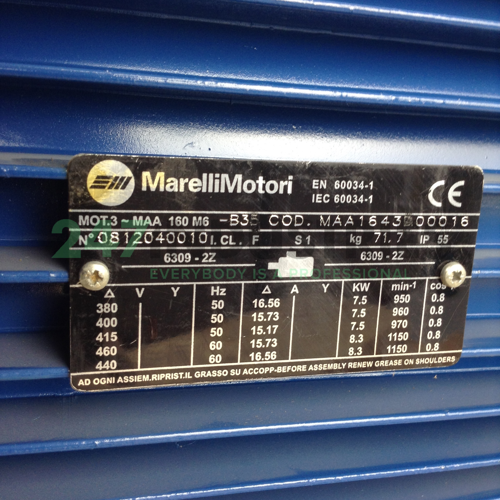 MarelliMotori
EN 60034-1
IEC 60034-1
CE
MOT.3~MAA 160 M6 -B35 COD. MAA1643 00016
N° 0812040010 I.CL. F S1 kg 71.7 IP 55
6309-2Z 6309-2Z
247
EVERYBODY IS A PROFESSIONAL
Δ V Y Hz Δ A Y KW min-1 cos
380 50 16.56 7.5 950 0.8
400 50 15.73 7.5 960 0.8
415 50 15.17 7.5 970 0.8
460 60 15.73 8.3 1150 0.8
440 60 16.56 8.3 1150 0.8
AD OGNI ASSIEM.RIPRIST.IL GRASSO SU ACCOPP-BEFORE ASSEMBLY RENEW GREASE ON SHOULDERS